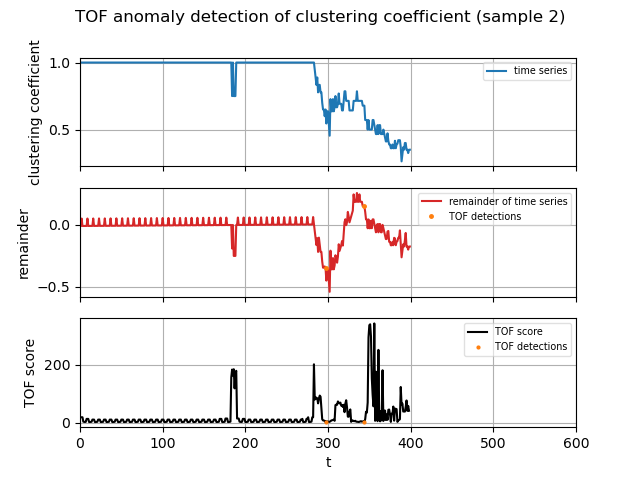 TOF anomaly detection of clustering coefficient (sample 2)
clustering coefficient
1.0
0.5
time series
remainder
0.0
−0.5
remainder of time series
TOF detections
TOF score
200
0
TOF score
TOF detections
0 100 200 300 400 500 600
t